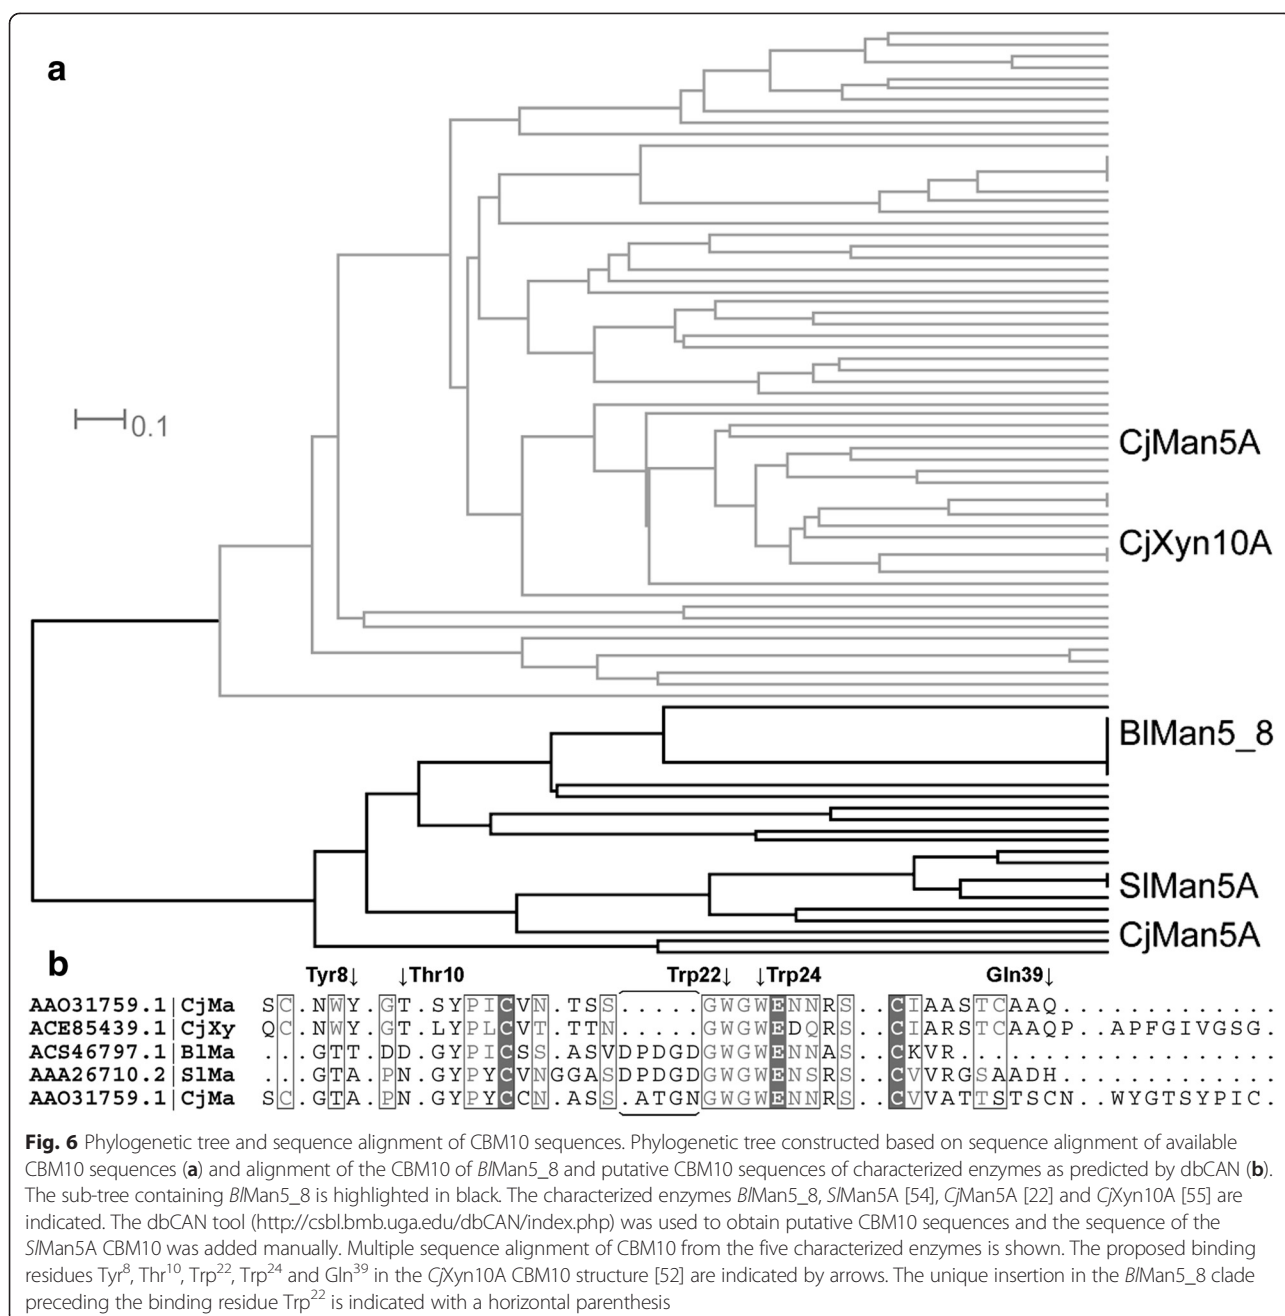 a
0.1
CjMan5A
CjXyn10A
BlMan5_8
SlMan5A
CjMan5A
b
Tyr8↓ ↓Thr10 Trp22↓ ↓Trp24 Gln39↓
AAO31759.1|CjMa SC.NWY.GT.SYPICVN.TSS.....GWGWENNRS..CIAASTCAAQ.............
ACE85439.1|CjXy QC.NWY.GT.LYPLCVT.TTN.....GWGWEDQRS..CIARSTCAAQP..APFGIVGSG.
ACS46797.1|BlMa ...GTT.DD.GYPICSS.ASVDPDGDGWGWENNAS..CKVR...................
AAA26710.2|SlMa ...GTA.PN.GYPYCVNGGASDPDGDGWGWENSRS..CVVRGSAADH.............
AAO31759.1|CjMa SC.GTA.PN.GYPYCCN.ASS.ATGNGWGWENNRS..CVVATTSTSCN..WYGTSYPIC.
Fig. 6 Phylogenetic tree and sequence alignment of CBM10 sequences. Phylogenetic tree constructed based on sequence alignment of available
CBM10 sequences (a) and alignment of the CBM10 of BlMan5_8 and putative CBM10 sequences of characterized enzymes as predicted by dbCAN (b).
The sub-tree containing BlMan5_8 is highlighted in black. The characterized enzymes BlMan5_8, SlMan5A [54], CjMan5A [22] and CjXyn10A [55] are
indicated. The dbCAN tool (http://csbl.bmb.uga.edu/dbCAN/index.php) was used to obtain putative CBM10 sequences and the sequence of the
SlMan5A CBM10 was added manually. Multiple sequence alignment of CBM10 from the five characterized enzymes is shown. The proposed binding
residues Tyr⁸, Thr¹⁰, Trp²², Trp²⁴ and Gln³⁹ in the CjXyn10A CBM10 structure [52] are indicated by arrows. The unique insertion in the BlMan5_8 clade
preceding the binding residue Trp²² is indicated with a horizontal parenthesis